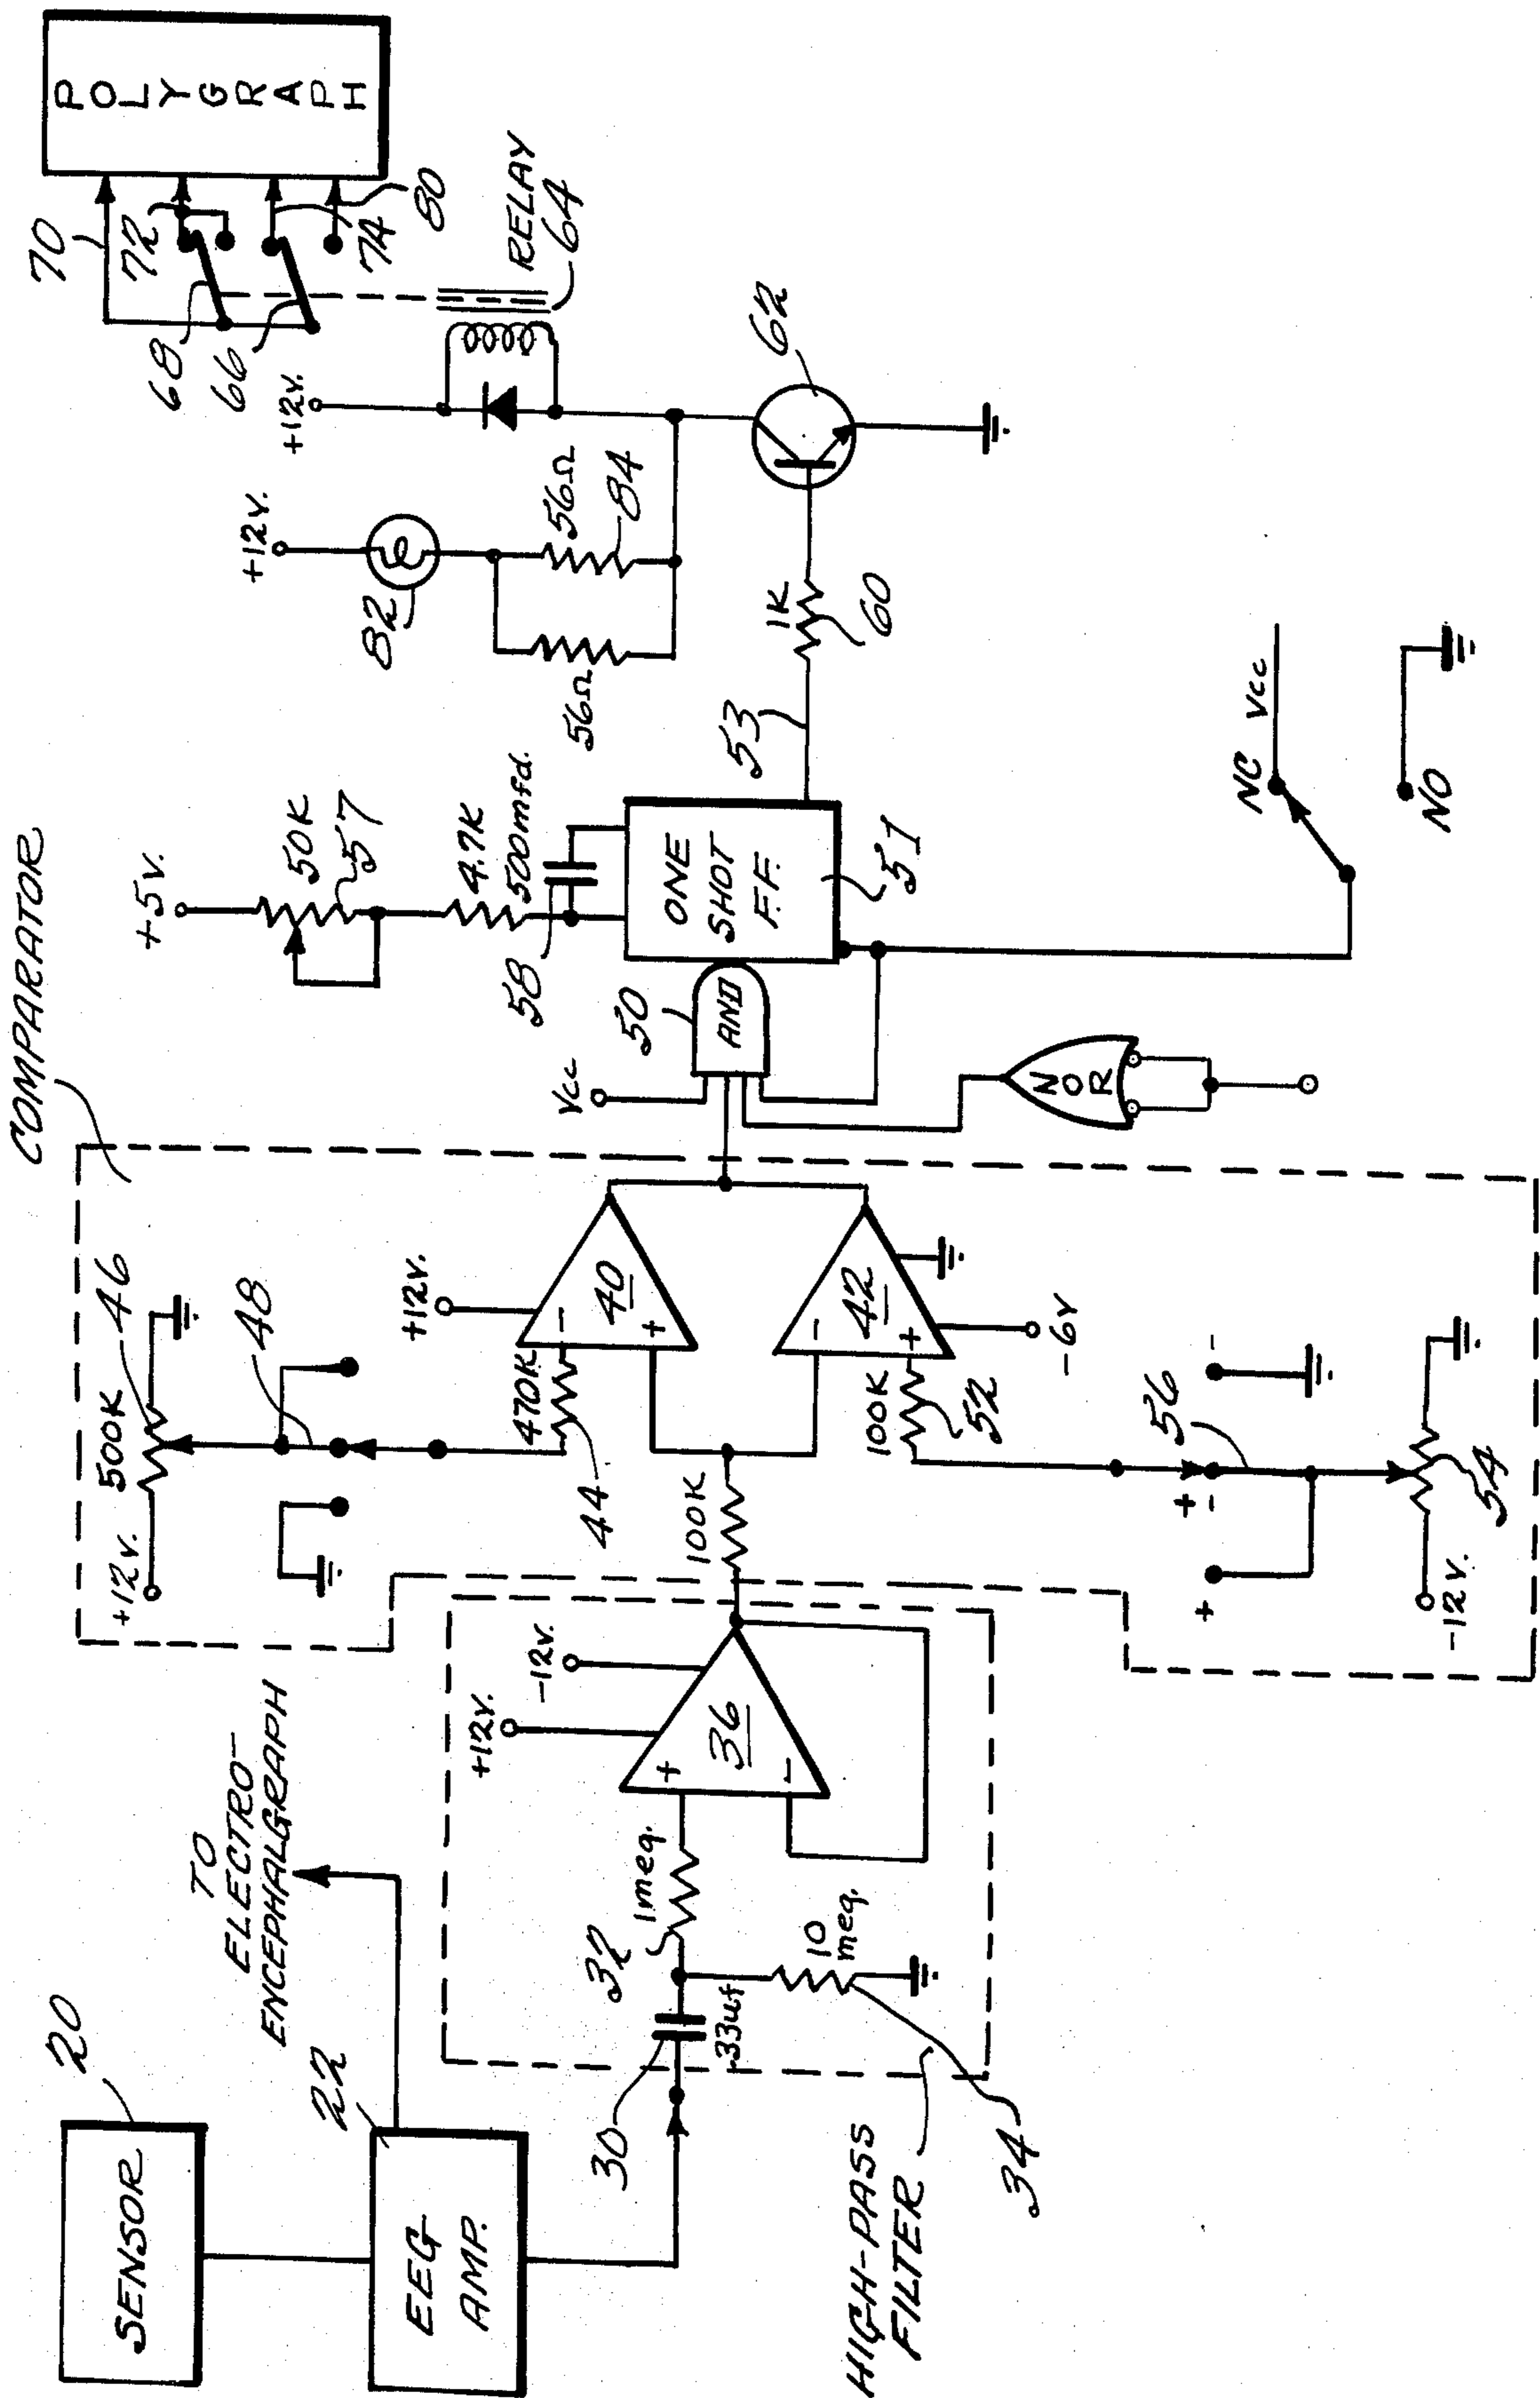 SENSOR
20
EEG
AMP.
22
TO
ELECTRO-
ENCEPHALGRAPH
HIGH-PASS
FILTER
30
.33uf
32
1meg.
10
meg.
34
36
+
-
+12v.
-12v.
100K
COMPARATOR
+12v.
500K
46
48
470K
44
+12v.
40
-
+
42
-
+
-6v
100K
52
56
+
+
-
-
-12v.
54
Vcc
50
AND
NOR
+5v.
50K
57
4.7K
500mfd.
58
ONE
SHOT
F.F.
51
53
NC
Vcc
NO
1K
60
62
+12v.
82
56Ω
56Ω
84
+12v.
RELAY
64
66
68
70
72
74
80
POLYGRAPH